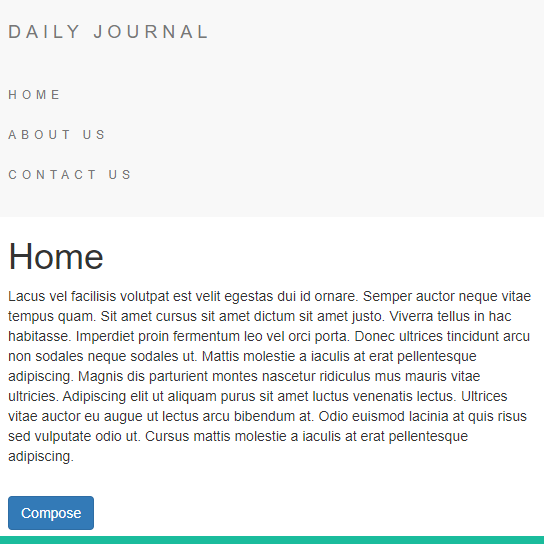 DAILY JOURNAL
HOME
ABOUT US
CONTACT US
Home
Lacus vel facilisis volutpat est velit egestas dui id ornare. Semper auctor neque vitae
tempus quam. Sit amet cursus sit amet dictum sit amet justo. Viverra tellus in hac
habitasse. Imperdiet proin fermentum leo vel orci porta. Donec ultrices tincidunt arcu
non sodales neque sodales ut. Mattis molestie a iaculis at erat pellentesque
adipiscing. Magnis dis parturient montes nascetur ridiculus mus mauris vitae
ultricies. Adipiscing elit ut aliquam purus sit amet luctus venenatis lectus. Ultrices
vitae auctor eu augue ut lectus arcu bibendum at. Odio euismod lacinia at quis risus
sed vulputate odio ut. Cursus mattis molestie a iaculis at erat pellentesque
adipiscing.
Compose